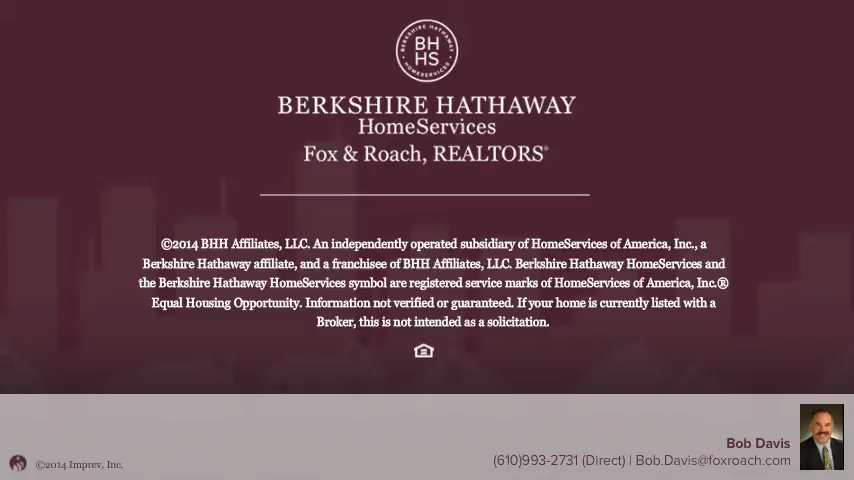 BERKSHIRE HATHAWAY
BH
HS
HOMESERVICES
BERKSHIRE HATHAWAY
HomeServices
Fox & Roach, REALTORS®
©2014 BHH Affiliates, LLC. An independently operated subsidiary of HomeServices of America, Inc., a
Berkshire Hathaway affiliate, and a franchisee of BHH Affiliates, LLC. Berkshire Hathaway HomeServices and
the Berkshire Hathaway HomeServices symbol are registered service marks of HomeServices of America, Inc.®
Equal Housing Opportunity. Information not verified or guaranteed. If your home is currently listed with a
Broker, this is not intended as a solicitation.
Bob Davis
(610)993-2731 (Direct) | Bob.Davis@foxroach.com
©2014 Imprev, Inc.